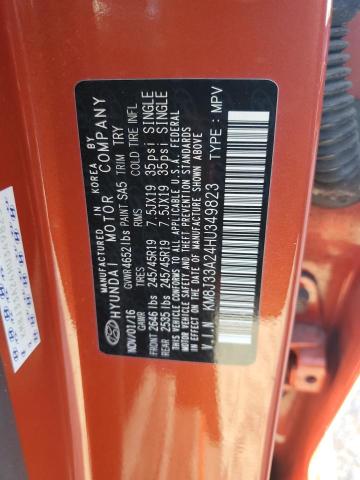 MANUFACTURED IN KOREA BY
HYUNDAI MOTOR COMPANY
NOV/01/16 GVWR 4652lbs PAINT SA5 TRIM TRY
GAWR TIRES RIMS COLD TIRE INFL
FRONT 2646 lbs 245/45R19 7.5JX19 35psi SINGLE
REAR 2535 lbs 245/45R19 7.5JX19 35psi SINGLE
THIS VEHICLE CONFORMS TO ALL APPLICABLE U.S.A. FEDERAL
MOTOR VEHICLE SAFETY, BUMPER, AND THEFT PREVENTION STANDARDS
IN EFFECT ON THE DATE OF MANUFACTURE SHOWN ABOVE.
V.I.N : KM8J33A24HU349823 TYPE : MPV